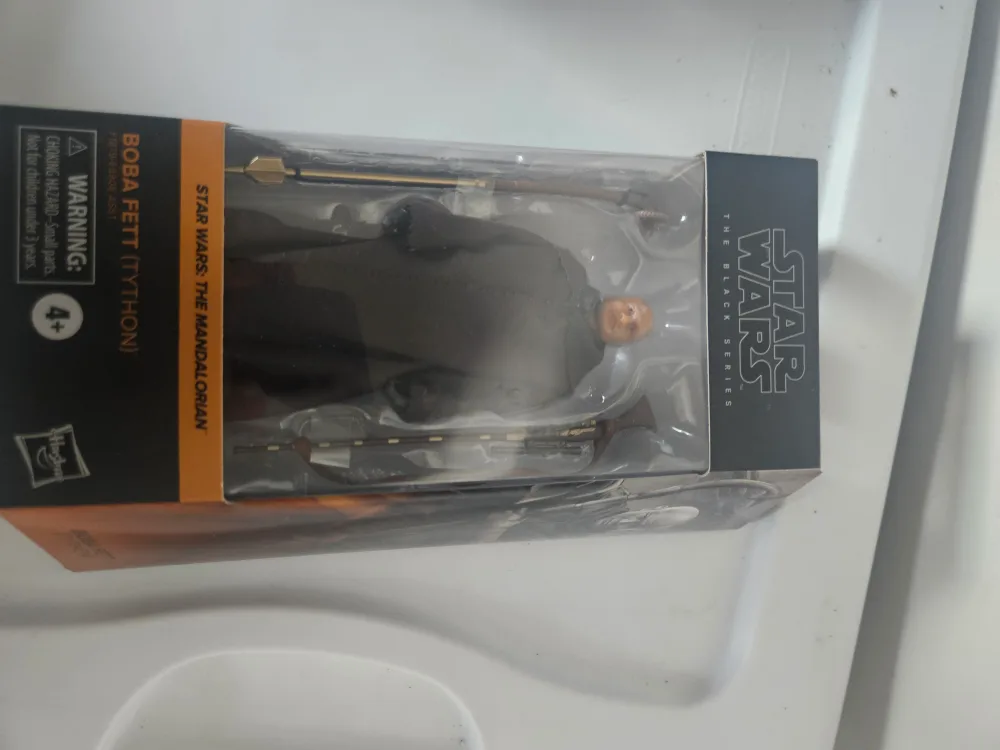 STAR
WARS
THE BLACK SERIES
STAR WARS: THE MANDALORIAN
BOBA FETT (TYTHON)
WARNING:
CHOKING HAZARD–Small parts.
Not for children under 3 years.
4+
Hasbro